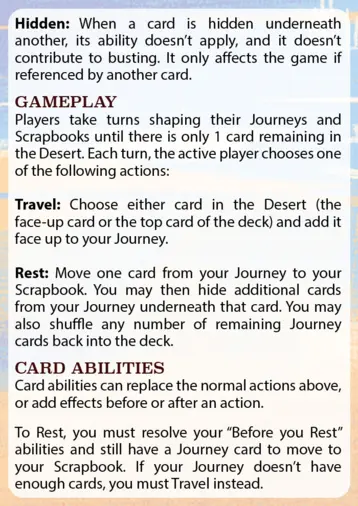 Hidden: When a card is hidden underneath
another, its ability doesn't apply, and it doesn't
contribute to busting. It only affects the game if
referenced by another card.
GAMEPLAY
Players take turns shaping their Journeys and
Scrapbooks until there is only 1 card remaining in
the Desert. Each turn, the active player chooses one
of the following actions:
Travel: Choose either card in the Desert (the
face-up card or the top card of the deck) and add it
face up to your Journey.
Rest: Move one card from your Journey to your
Scrapbook. You may then hide additional cards
from your Journey underneath that card. You may
also shuffle any number of remaining Journey
cards back into the deck.
CARD ABILITIES
Card abilities can replace the normal actions above,
or add effects before or after an action.
To Rest, you must resolve your “Before you Rest”
abilities and still have a Journey card to move to
your Scrapbook. If your Journey doesn't have
enough cards, you must Travel instead.